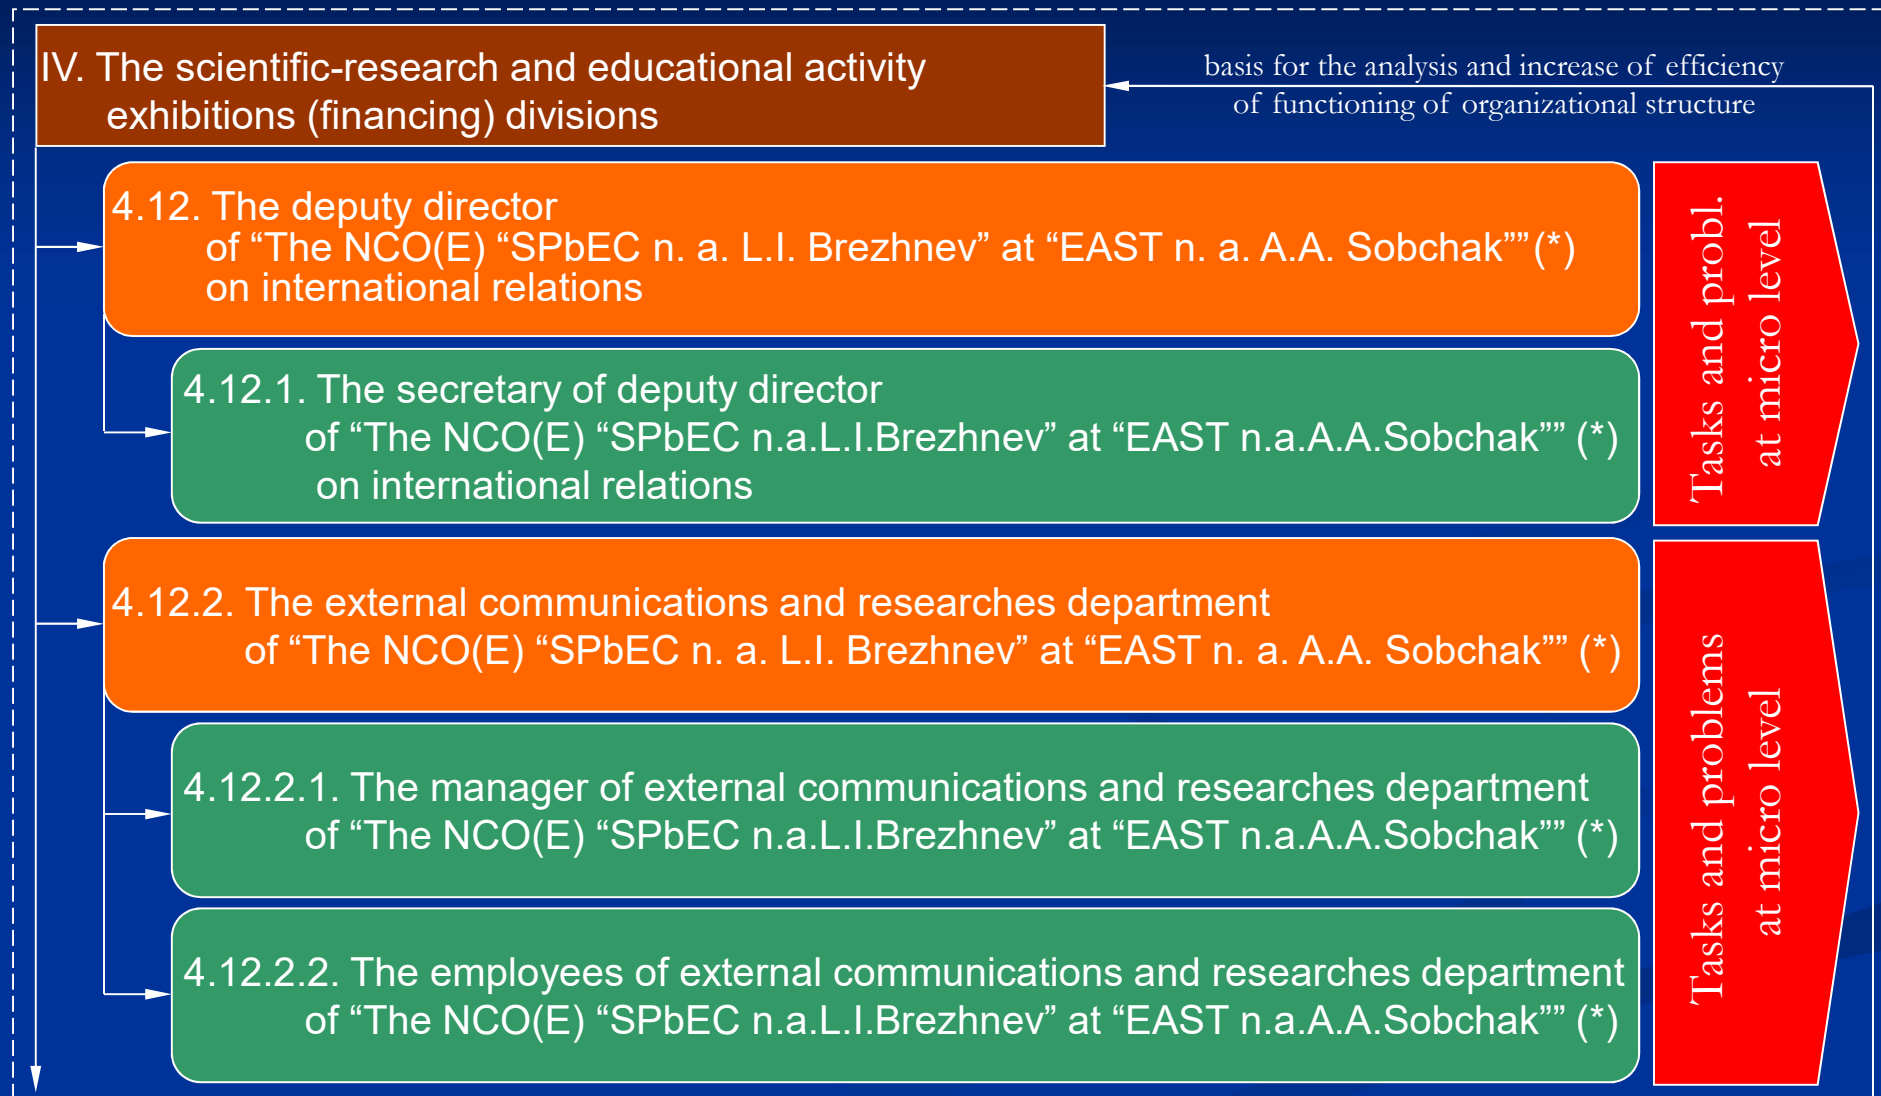 IV. The scientific-research and educational activity
exhibitions (financing) divisions
basis for the analysis and increase of efficiency
of functioning of organizational structure
4.12. The deputy director
of “The NCO(E) “SPbEC n. a. L.I. Brezhnev” at “EAST n. a. A.A. Sobchak”” (*)
on international relations
4.12.1. The secretary of deputy director
of “The NCO(E) “SPbEC n.a.L.I.Brezhnev” at “EAST n.a.A.A.Sobchak”” (*)
on international relations
Tasks and probl.
at micro level
4.12.2. The external communications and researches department
of “The NCO(E) “SPbEC n. a. L.I. Brezhnev” at “EAST n. a. A.A. Sobchak”” (*)
4.12.2.1. The manager of external communications and researches department
of “The NCO(E) “SPbEC n.a.L.I.Brezhnev” at “EAST n.a.A.A.Sobchak”” (*)
4.12.2.2. The employees of external communications and researches department
of “The NCO(E) “SPbEC n.a.L.I.Brezhnev” at “EAST n.a.A.A.Sobchak”” (*)
Tasks and problems
at micro level